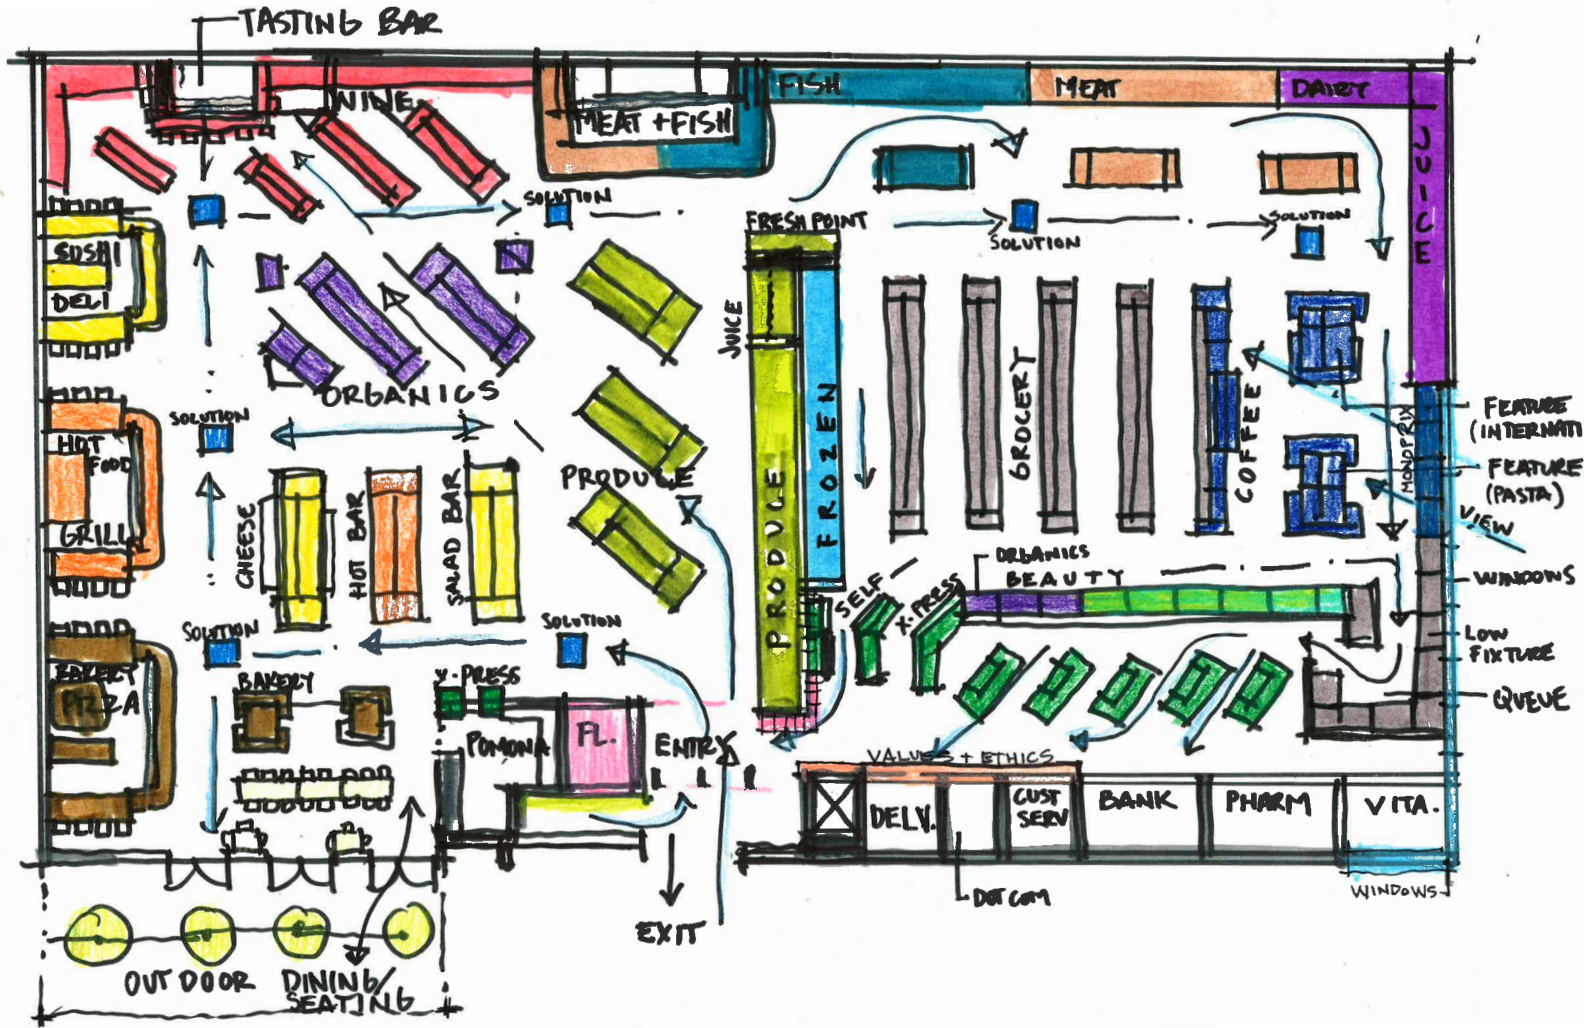 TASTING BAR
WINE
MEAT + FISH
FISH
MEAT
DAIRY
JUICE
SUSHI
DELI
SOLUTION
FRESH POINT
SOLUTION
SOLUTION
JUICE
ORGANICS
SOLUTION
HOT
FOOD
GRILL
CHEESE
HOT BAR
SALAD BAR
PRODUCE
PRODUCE
FROZEN
GROCERY
COFFEE
MONOPRIX
FEATURE
(INTERNATI
FEATURE
(PASTA)
VIEW
WINDOWS
LOW
FIXTURE
QUEUE
ORGANICS
BEAUTY
SELF
X-PRESS
SOLUTION
SOLUTION
BAKERY
PIZZA
BAKERY
X-PRESS
POMONA
FL.
ENTRY
VALUES + ETHICS
DELV.
CUST
SERV
BANK
PHARM
VITA.
DOT COM
WINDOWS
EXIT
OUTDOOR DINING/
SEATING